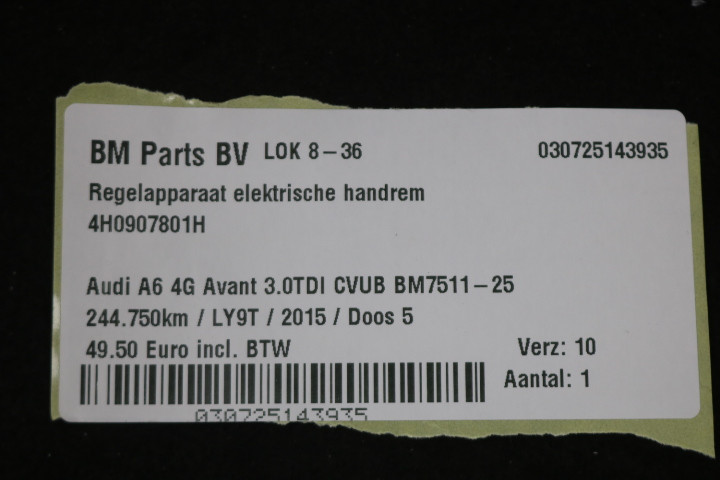 BM Parts BV LOK 8-36 030725143935
Regelapparaat elektrische handrem
4H0907801H
Audi A6 4G Avant 3.0TDI CVUB BM7511-25
244.750km / LY9T / 2015 / Doos 5
49.50 Euro incl. BTW Verz: 10
Aantal: 1
030725143935